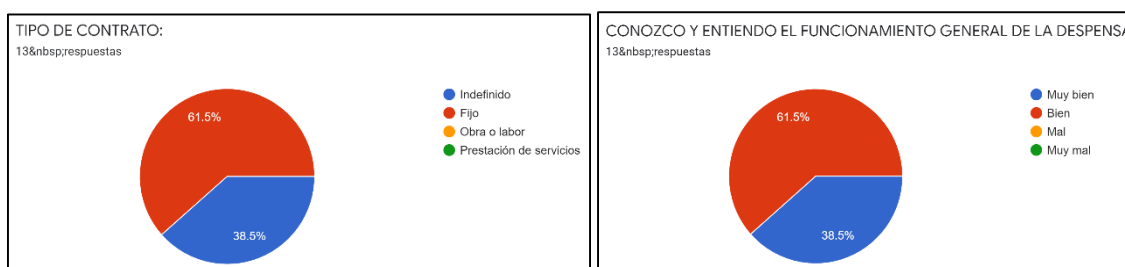 TIPO DE CONTRATO:
13&nbsp;respuestas
61.5%
38.5%
Indefinido
Fijo
Obra o labor
Prestación de servicios
CONOZCO Y ENTIENDO EL FUNCIONAMIENTO GENERAL DE LA DESPENSA
13&nbsp;respuestas
61.5%
38.5%
Muy bien
Bien
Mal
Muy mal